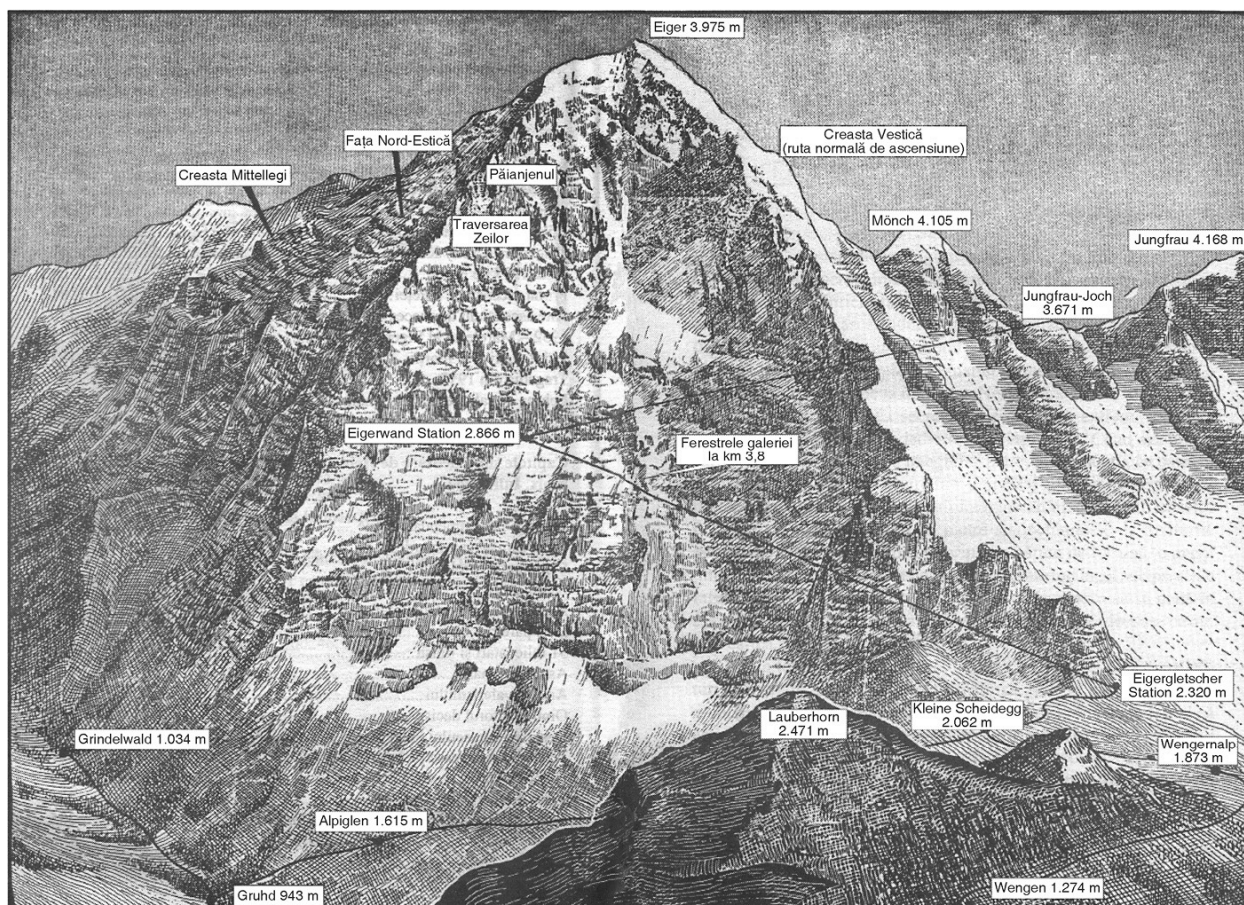 Eiger 3.975 m
Fața Nord-Estică
Creasta Vestică
(ruta normală de ascensiune)
Creasta Mittellegi
Păianjenul
Traversarea
Zeilor
Mönch 4.105 m
Jungfrau 4.168 m
Jungfrau-Joch
3.671 m
Eigerwand Station 2.866 m
Ferestrele galeriei
la km 3,8
Eigergletscher
Station 2.320 m
Kleine Scheidegg
2.062 m
Lauberhorn
2.471 m
Grindelwald 1.034 m
Wengernalp
1.873 m
Alpiglen 1.615 m
Gruhd 943 m
Wengen 1.274 m